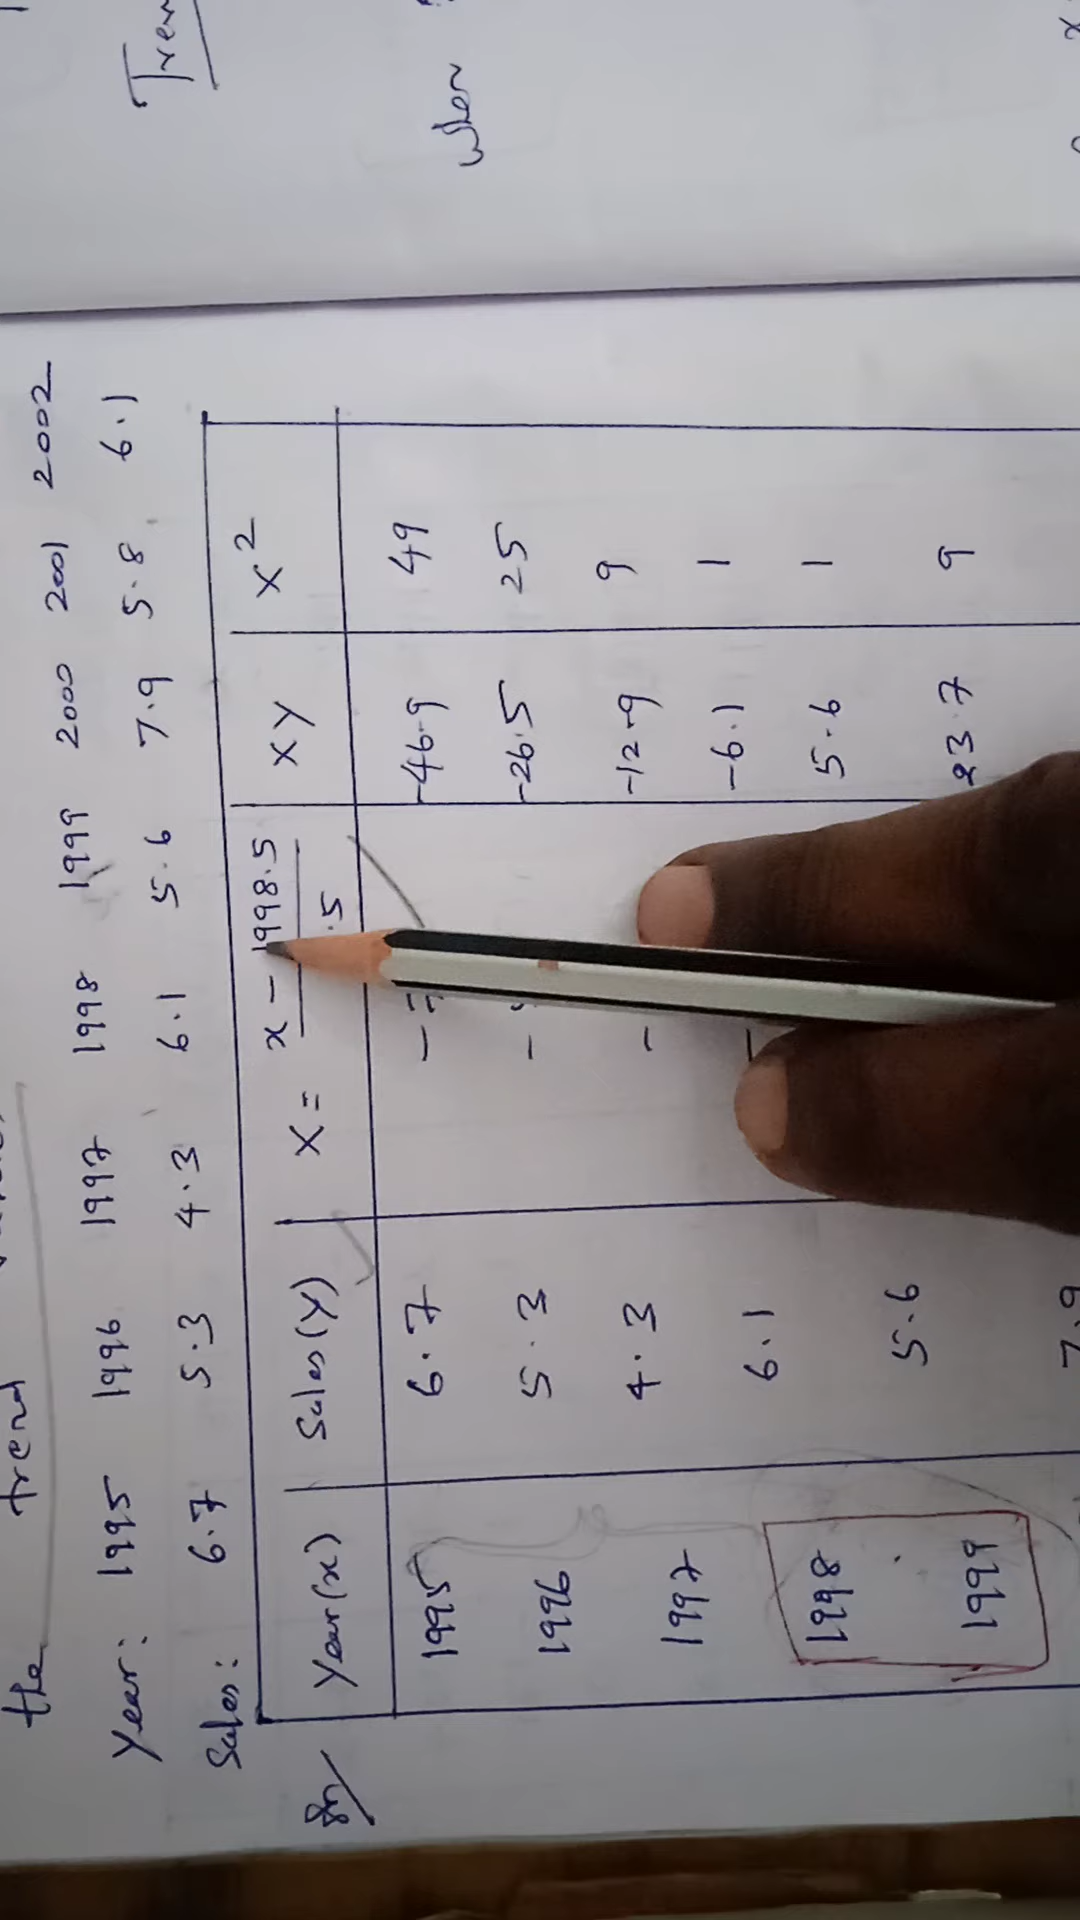 the trend
Year: 1995 1996 1997 1998 1999 2000 2001 2002
Sales: 6.7 5.3 4.3 6.1 5.6 7.9 5.8 6.1
Year(x) Sales(y) X = x - 1998.5 / .5 XY X²
1995 6.7 -46.9 49
1996 5.3 -26.5 25
1997 4.3 -12.9 9
1998 6.1 -6.1 1
1999 5.6 5.6 1
7.9 23.7 9
when